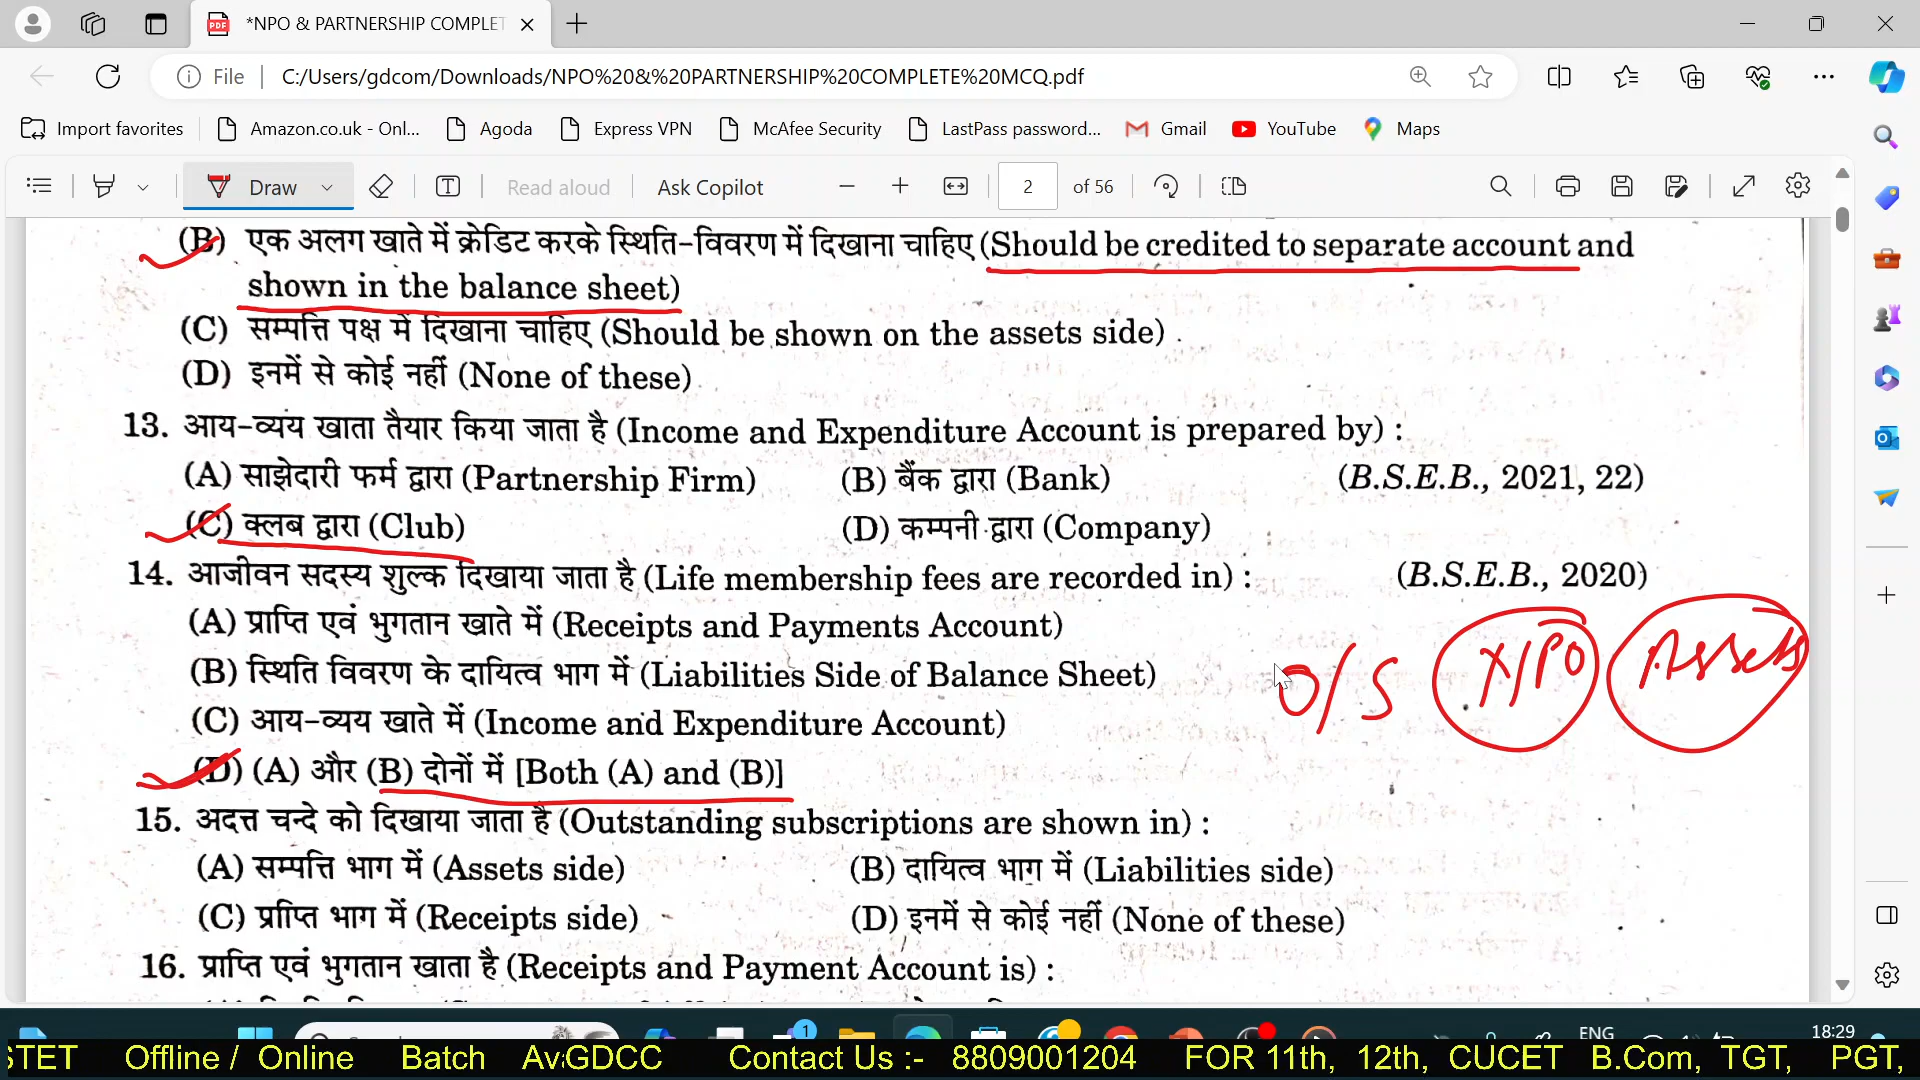 *NPO & PARTNERSHIP COMPLET
File
C:/Users/gdcom/Downloads/NPO%20&%20PARTNERSHIP%20COMPLETE%20MCQ.pdf
Import favorites
Amazon.co.uk - Onl...
Agoda
Express VPN
McAfee Security
LastPass password...
Gmail
YouTube
Maps
Draw
Read aloud
Ask Copilot
2
of 56
(B) एक अलग खाते में क्रेडिट करके स्थिति-विवरण में दिखाना चाहिए (Should be credited to separate account and
shown in the balance sheet)
(C) सम्पत्ति पक्ष में दिखाना चाहिए (Should be shown on the assets side)
(D) इनमें से कोई नहीं (None of these)
13. आय-व्यय खाता तैयार किया जाता है (Income and Expenditure Account is prepared by) :
(A) साझेदारी फर्म द्वारा (Partnership Firm) (B) बैंक द्वारा (Bank) (B.S.E.B., 2021, 22)
(C) क्लब द्वारा (Club) (D) कम्पनी द्वारा (Company)
14. आजीवन सदस्य शुल्क दिखाया जाता है (Life membership fees are recorded in) : (B.S.E.B., 2020)
(A) प्राप्ति एवं भुगतान खाते में (Receipts and Payments Account)
(B) स्थिति विवरण के दायित्व भाग में (Liabilities Side of Balance Sheet)
O/S
Assets
(C) आय-व्यय खाते में (Income and Expenditure Account)
(D) (A) और (B) दोनों में [Both (A) and (B)]
15. अदत्त चन्दे को दिखाया जाता है (Outstanding subscriptions are shown in) :
(A) सम्पत्ति भाग में (Assets side) (B) दायित्व भाग में (Liabilities side)
(C) प्राप्ति भाग में (Receipts side) (D) इनमें से कोई नहीं (None of these)
16. प्राप्ति एवं भुगतान खाता है (Receipts and Payment Account is) :
1
ENG
18:29
STET Offline / Online Batch Av:GDCC Contact Us :- 8809001204 FOR 11th, 12th, CUCET B.Com, TGT, PGT,